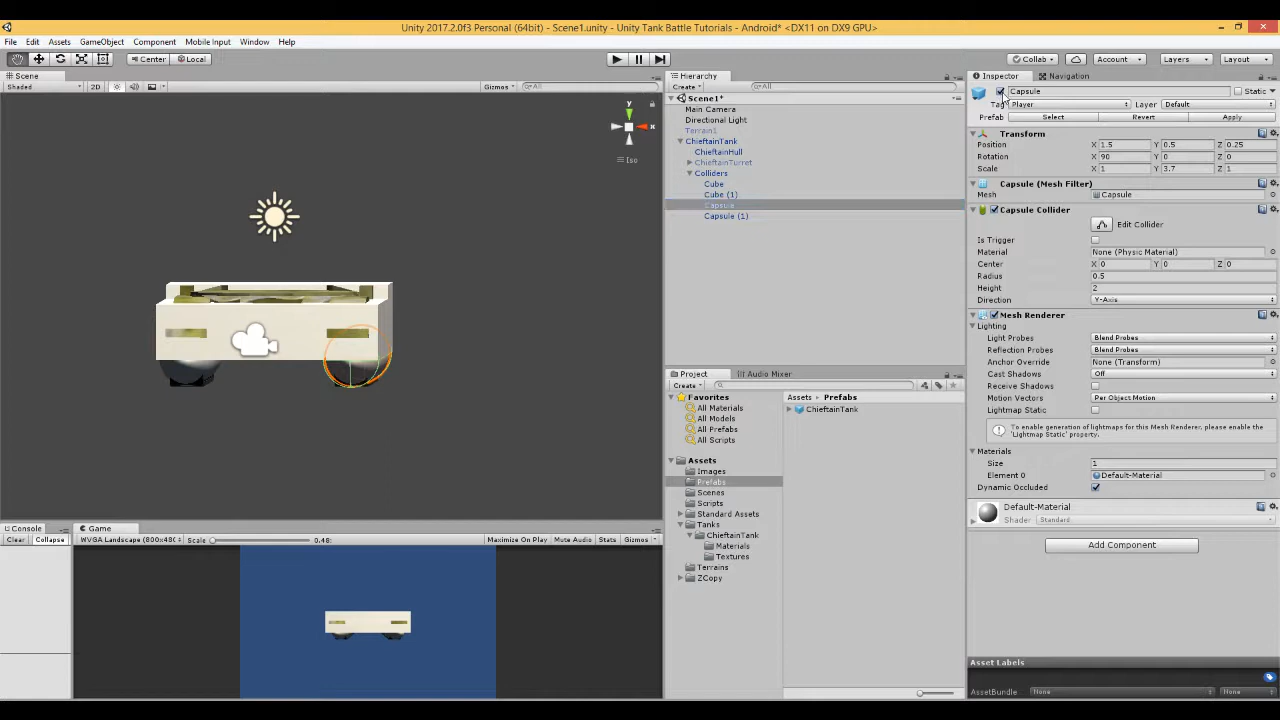 Unity 2017.2.0f3 Personal (64bit) - Scene1.unity - Unity Tank Battle Tutorials - Android* <DX11 on DX9 GPU>
File Edit Assets GameObject Component Mobile Input Window Help
Center Local Collab Account Layers Layout
Scene
Shaded 2D Gizmos All
y
x
Iso
Hierarchy
Create All
Scene1*
Main Camera
Directional Light
Terrain1
ChieftainTank
ChieftainHull
ChieftainTurret
Colliders
Cube
Cube (1)
Capsule
Capsule (1)
Project Audio Mixer
Create
Favorites
All Materials
All Models
All Prefabs
All Scripts
Assets
Images
Prefabs
Scenes
Scripts
Standard Assets
Tanks
ChieftainTank
Materials
Textures
Terrains
ZCopy
Assets Prefabs
ChieftainTank
Console Game
Clear Collapse WVGA Landscape (800x480 Scale 0.48 Maximize On Play Mute Audio Stats Gizmos
Inspector Navigation
Capsule Static
Tag Player Layer Default
Prefab Select Revert Apply
Transform
Position X 1.5 Y 0.5 Z 0.25
Rotation X 90 Y 0 Z 0
Scale X 1 Y 3.7 Z 1
Capsule (Mesh Filter)
Mesh Capsule
Capsule Collider
Edit Collider
Is Trigger
Material None (Physic Material)
Center X 0 Y 0 Z 0
Radius 0.5
Height 2
Direction Y-Axis
Mesh Renderer
Lighting
Light Probes Blend Probes
Reflection Probes Blend Probes
Anchor Override None (Transform)
Cast Shadows Off
Receive Shadows
Motion Vectors Per Object Motion
Lightmap Static
To enable generation of lightmaps for this Mesh Renderer, please enable the
'Lightmap Static' property.
Materials
Size 1
Element 0 Default-Material
Dynamic Occluded
Default-Material
Shader Standard
Add Component
Asset Labels
AssetBundle None None